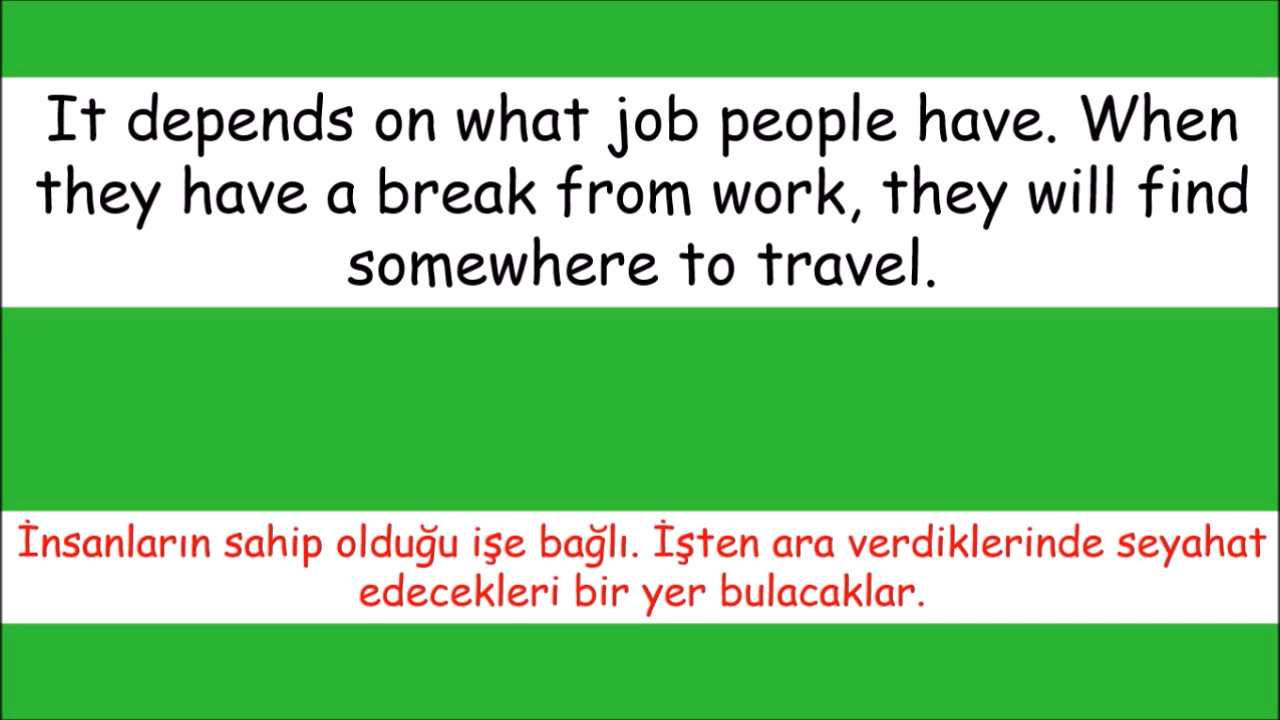 It depends on what job people have. When
they have a break from work, they will find
somewhere to travel.
İnsanların sahip olduğu işe bağlı. İşten ara verdiklerinde seyahat
edecekleri bir yer bulacaklar.